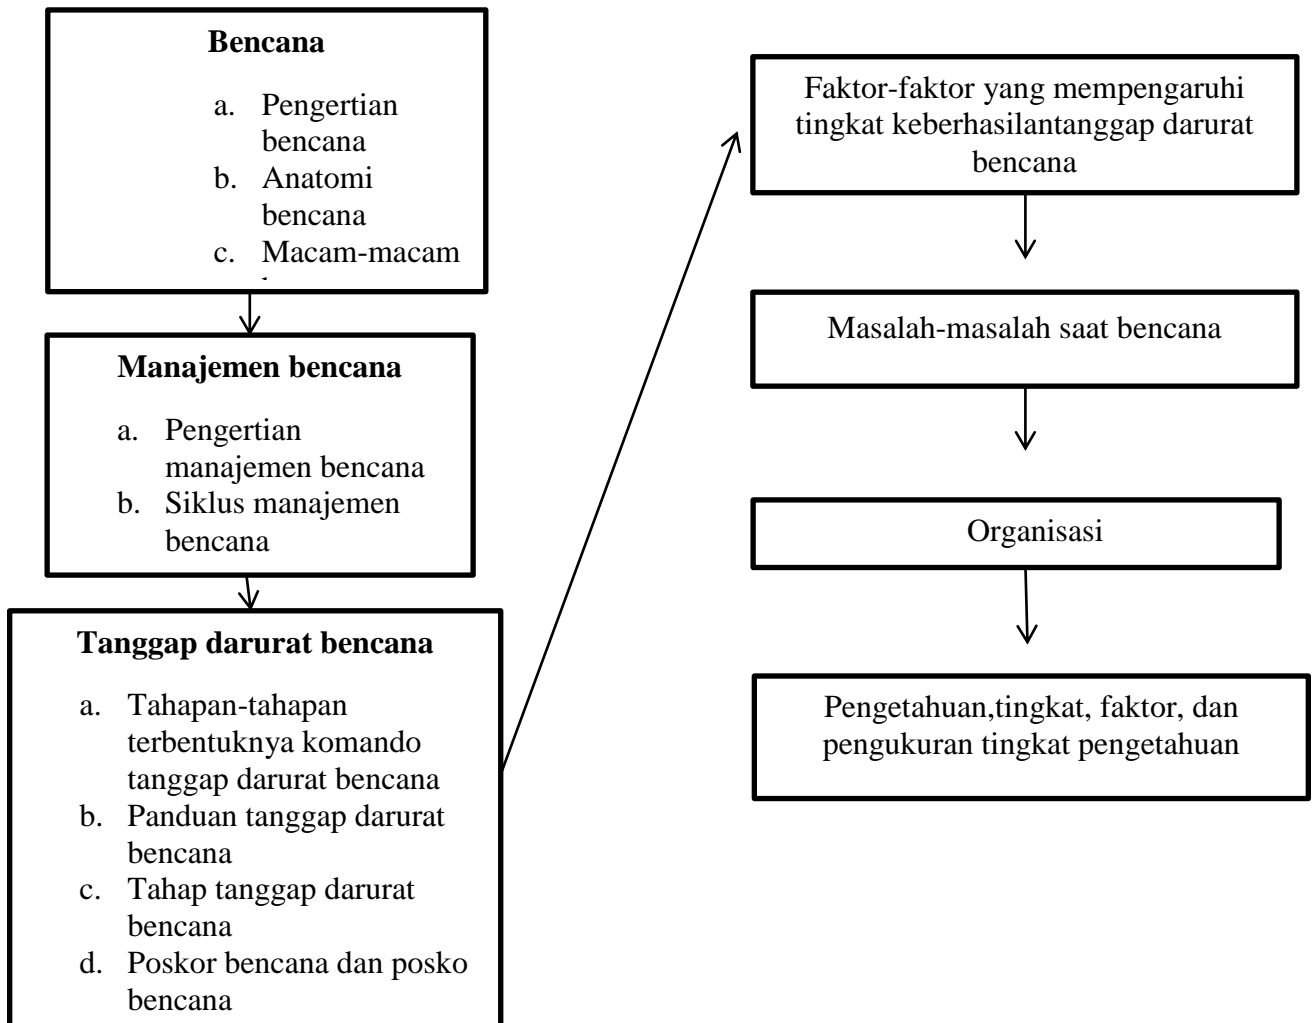 Bencana
a. Pengertian
bencana
b. Anatomi
bencana
c. Macam-macam
Manajemen bencana
a. Pengertian
manajemen bencana
b. Siklus manajemen
bencana
Tanggap darurat bencana
a. Tahapan-tahapan
terbentuknya komando
tanggap darurat bencana
b. Panduan tanggap darurat
bencana
c. Tahap tanggap darurat
bencana
d. Poskor bencana dan posko
bencana
Faktor-faktor yang mempengaruhi
tingkat keberhasilantanggap darurat
bencana
Masalah-masalah saat bencana
Organisasi
Pengetahuan,tingkat, faktor, dan
pengukuran tingkat pengetahuan